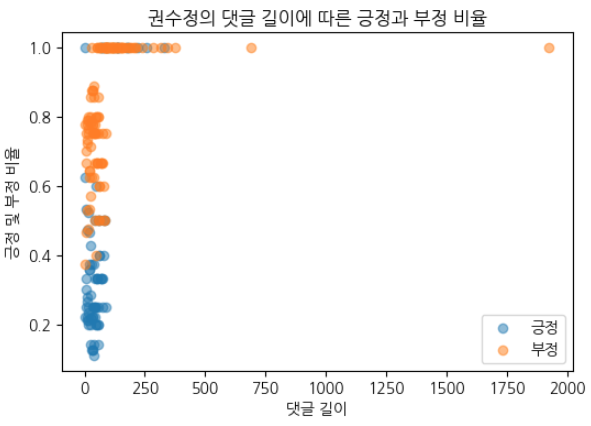 권수정의 댓글 길이에 따른 긍정과 부정 비율
긍정 및 부정 비율
1.0
0.8
0.6
0.4
0.2
0 250 500 750 1000 1250 1500 1750 2000
댓글 길이
긍정
부정